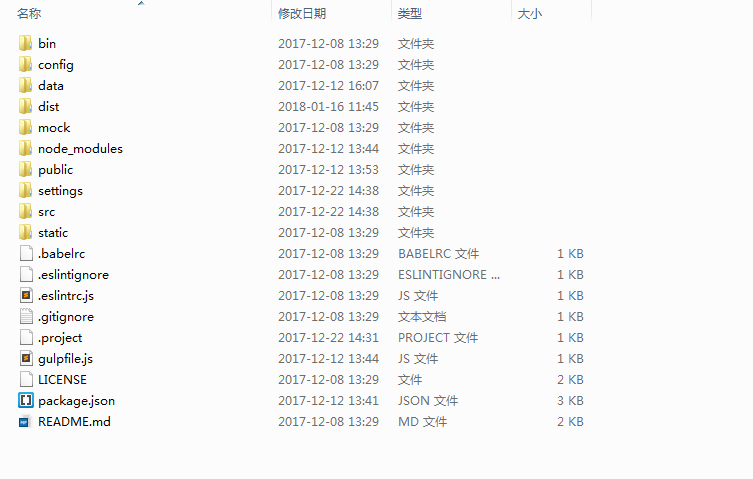 名称 修改日期 类型 大小
bin 2017-12-08 13:29 文件夹
config 2017-12-08 13:29 文件夹
data 2017-12-12 16:07 文件夹
dist 2018-01-16 11:45 文件夹
mock 2017-12-08 13:29 文件夹
node_modules 2017-12-12 13:44 文件夹
public 2017-12-12 13:53 文件夹
settings 2017-12-22 14:38 文件夹
src 2017-12-22 14:38 文件夹
static 2017-12-08 13:29 文件夹
.babelrc 2017-12-08 13:29 BABELRC 文件 1 KB
.eslintignore 2017-12-08 13:29 ESLINTIGNORE ... 1 KB
.eslintrc.js 2017-12-08 13:29 JS 文件 1 KB
.gitignore 2017-12-08 13:29 文本文档 1 KB
.project 2017-12-22 14:31 PROJECT 文件 1 KB
gulpfile.js 2017-12-12 13:44 JS 文件 1 KB
LICENSE 2017-12-08 13:29 文件 2 KB
package.json 2017-12-12 13:41 JSON 文件 3 KB
README.md 2017-12-08 13:29 MD 文件 2 KB